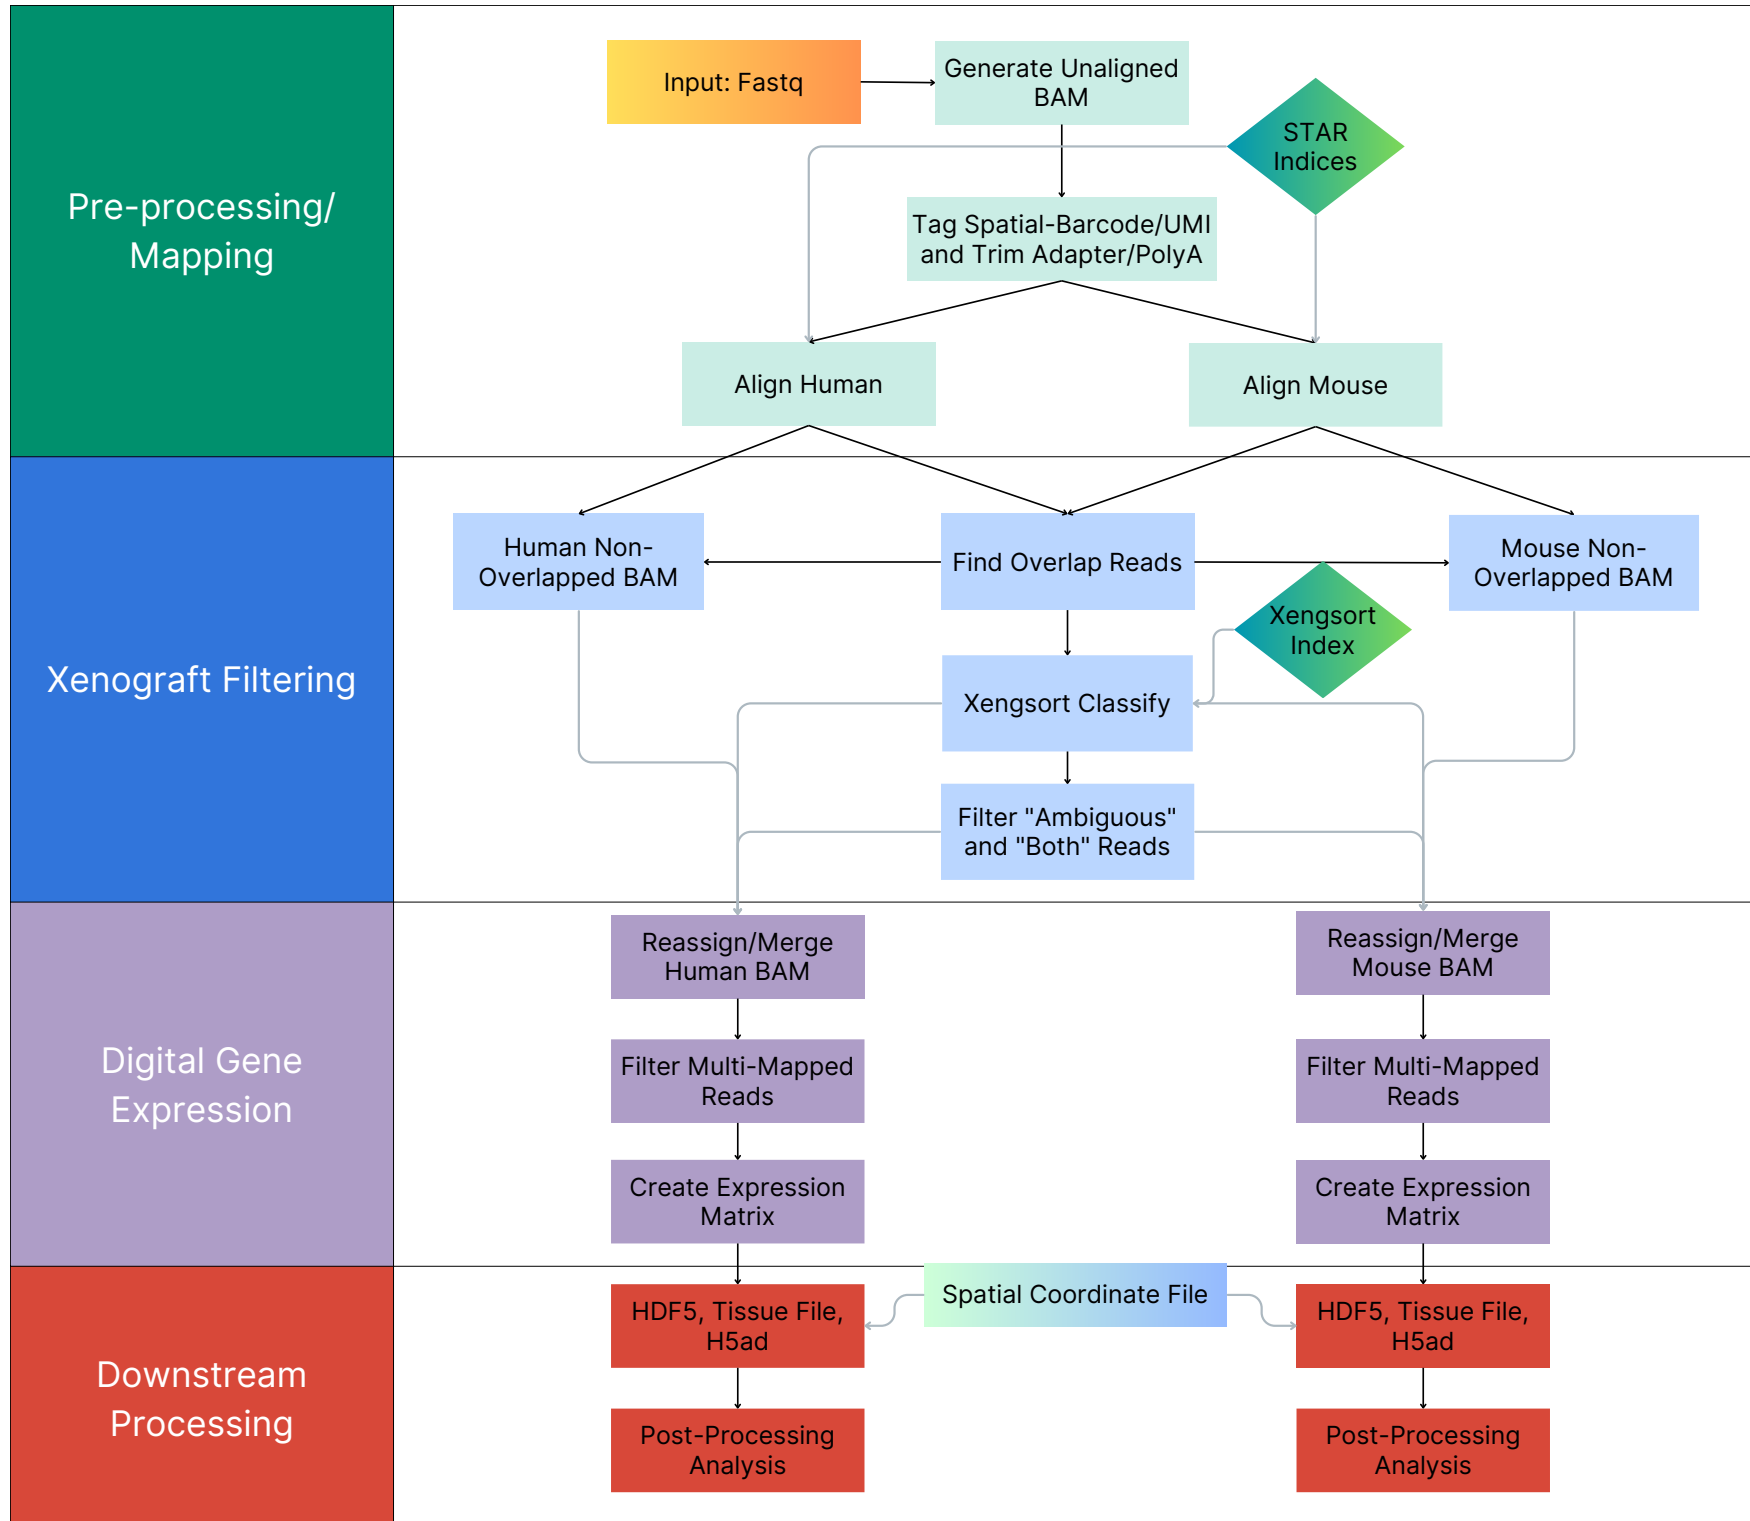 Pre-processing/
Mapping
Input: Fastq
Generate Unaligned
BAM
STAR
Indices
Tag Spatial-Barcode/UMI
and Trim Adapter/PolyA
Align Human
Align Mouse
Xenograft Filtering
Human Non-
Overlapped BAM
Find Overlap Reads
Mouse Non-
Overlapped BAM
Xengsort
Index
Xengsort Classify
Filter "Ambiguous"
and "Both" Reads
Digital Gene
Expression
Reassign/Merge
Human BAM
Reassign/Merge
Mouse BAM
Filter Multi-Mapped
Reads
Filter Multi-Mapped
Reads
Create Expression
Matrix
Create Expression
Matrix
Downstream
Processing
HDF5, Tissue File,
H5ad
Spatial Coordinate File
HDF5, Tissue File,
H5ad
Post-Processing
Analysis
Post-Processing
Analysis